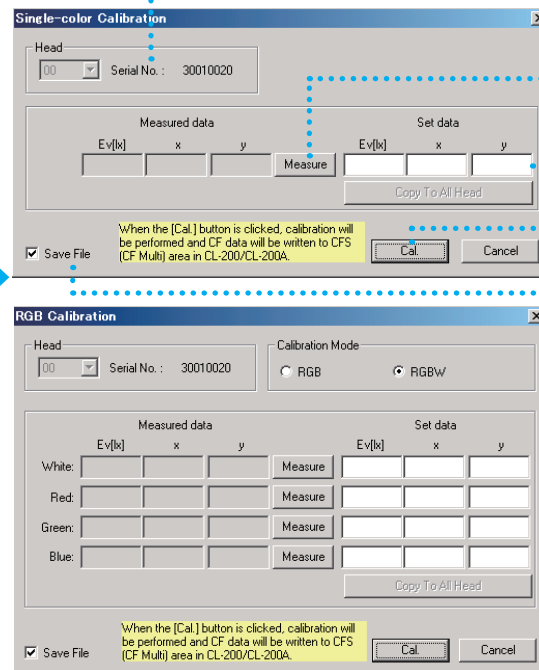 Single-color Calibration
Head
00 Serial No. : 30010020
Measured data Set data
Ev[lx] x y Ev[lx] x y
Measure
Copy To All Head
When the [Cal.] button is clicked, calibration will
be performed and CF data will be written to CFS
(CF Multi) area in CL-200/CL-200A.
Save File Cal. Cancel
RGB Calibration
Head Calibration Mode
00 Serial No. : 30010020 RGB RGBW
Measured data Set data
Ev[lx] x y Ev[lx] x y
White: Measure
Red: Measure
Green: Measure
Blue: Measure
Copy To All Head
When the [Cal.] button is clicked, calibration will
be performed and CF data will be written to CFS
(CF Multi) area in CL-200/CL-200A.
Save File Cal. Cancel